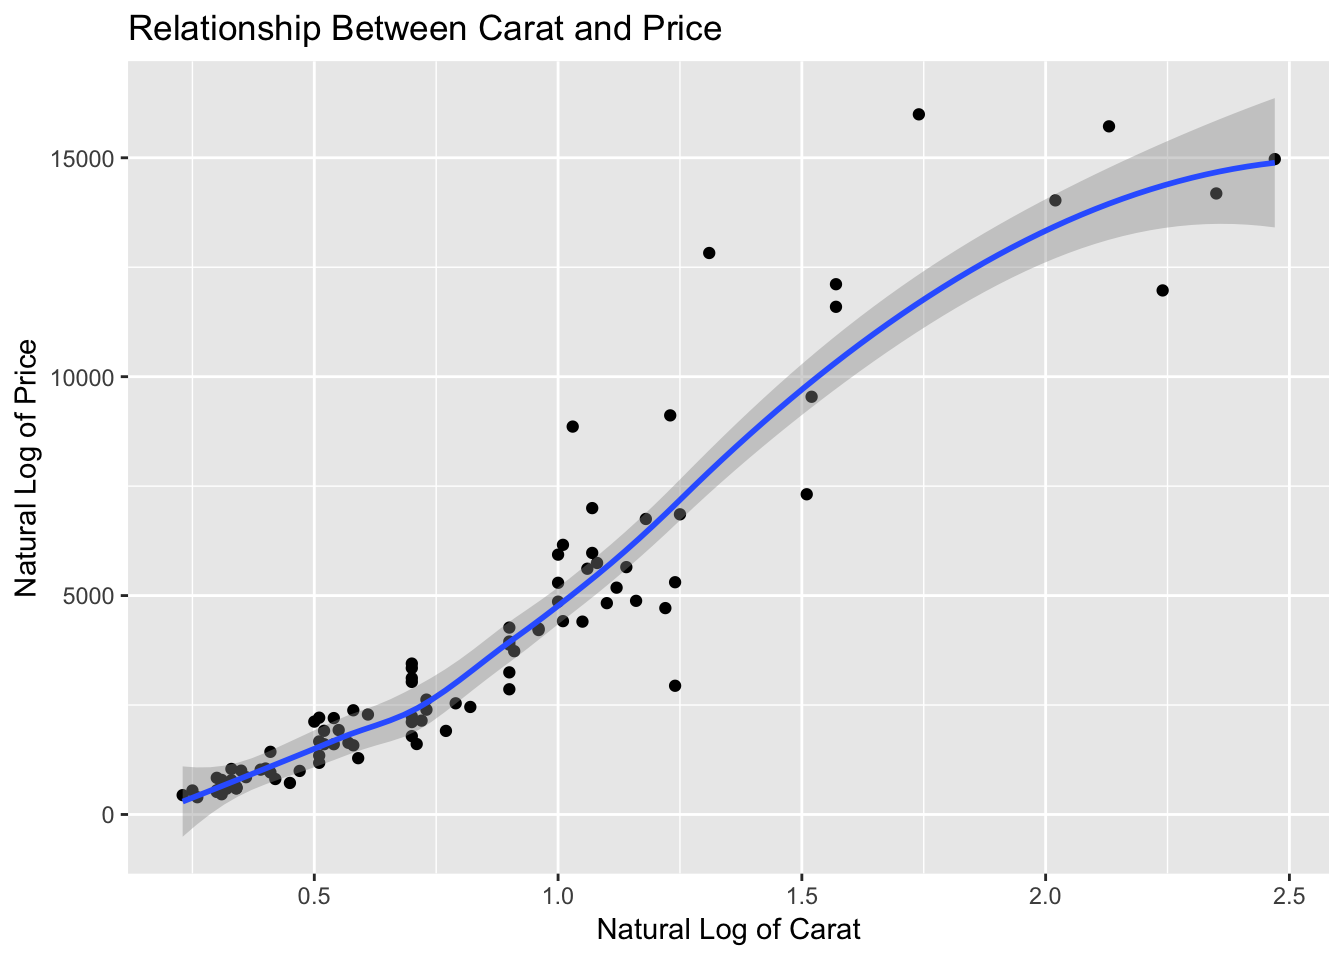 Relationship Between Carat and Price
Natural Log of Price
15000
10000
5000
0
0.5 1.0 1.5 2.0 2.5
Natural Log of Carat